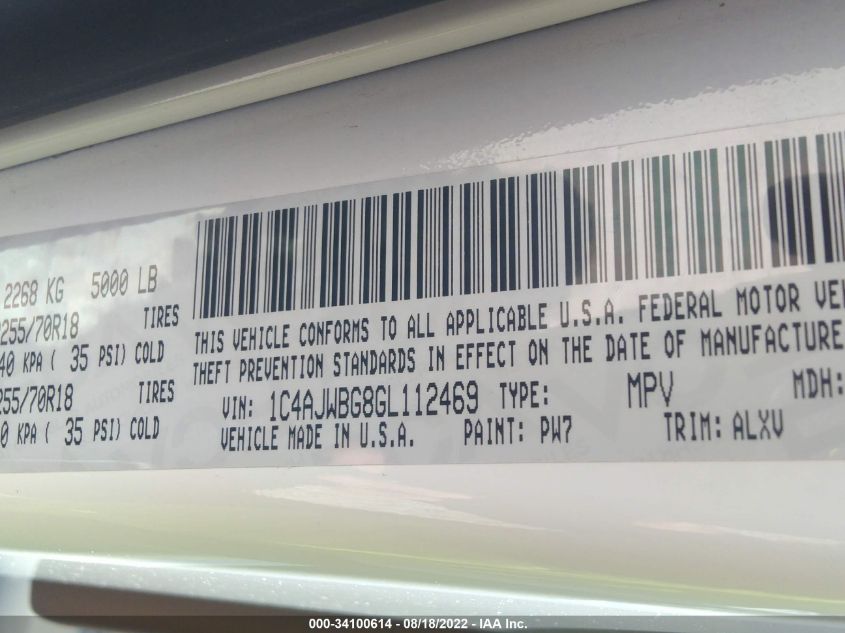 2268 KG 5000 LB
255/70R18 TIRES
40 KPA ( 35 PSI) COLD
255/70R18 TIRES
0 KPA ( 35 PSI) COLD
THIS VEHICLE CONFORMS TO ALL APPLICABLE U.S.A. FEDERAL MOTOR VEH
THEFT PREVENTION STANDARDS IN EFFECT ON THE DATE OF MANUFACTURE
VIN: 1C4AJWBG8GL112469 TYPE: MPV MDH:
VEHICLE MADE IN U.S.A. PAINT: PW7 TRIM: ALXV
000-34100614 - 08/18/2022 - IAA Inc.